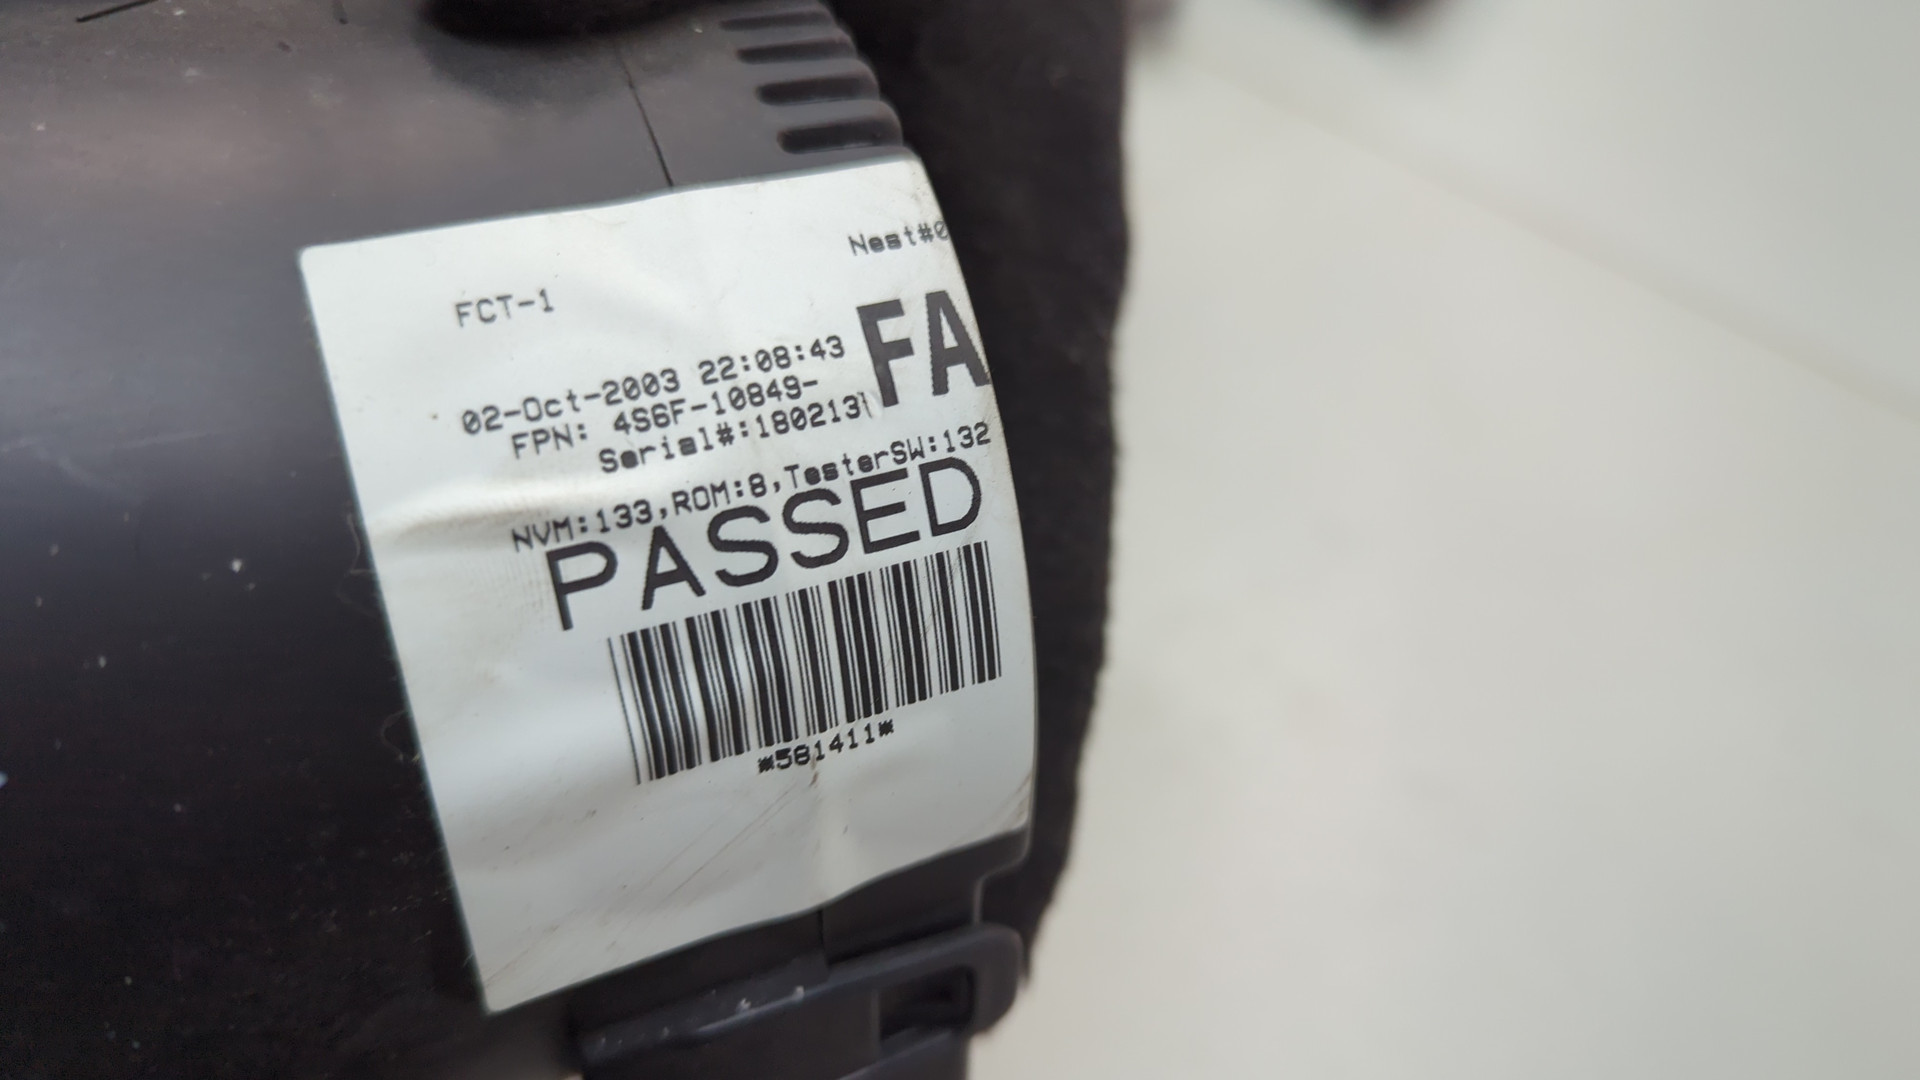 Nest#0
FCT-1
FA
02-Oct-2003 22:08:43
FPN: 4S6F-10849-
Serial#:180213
NVM:133,ROM:8,TesterSW:132
PASSED
*581411*